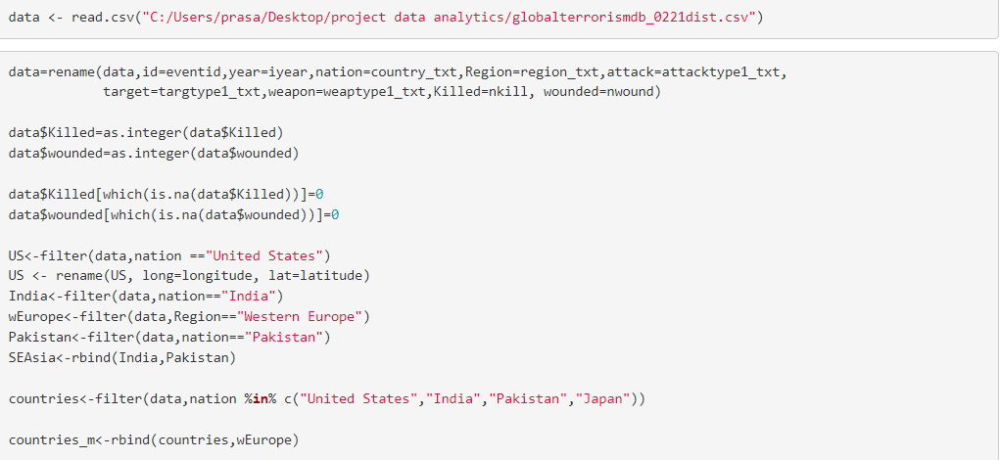 data <- read.csv("C:/Users/prasa/Desktop/project data analytics/globalterrorismdb_0221dist.csv")
data=rename(data,id=eventid,year=iyear,nation=country_txt,Region=region_txt,attack=attacktype1_txt,
target=targtype1_txt,weapon=weaptype1_txt,Killed=nkill, wounded=nwound)
data$Killed=as.integer(data$Killed)
data$wounded=as.integer(data$wounded)
data$Killed[which(is.na(data$Killed))]=0
data$wounded[which(is.na(data$wounded))]=0
US<-filter(data,nation =="United States")
US <- rename(US, long=longitude, lat=latitude)
India<-filter(data,nation=="India")
wEurope<-filter(data,Region=="Western Europe")
Pakistan<-filter(data,nation=="Pakistan")
SEAsia<-rbind(India,Pakistan)
countries<-filter(data,nation %in% c("United States","India","Pakistan","Japan"))
countries_m<-rbind(countries,wEurope)